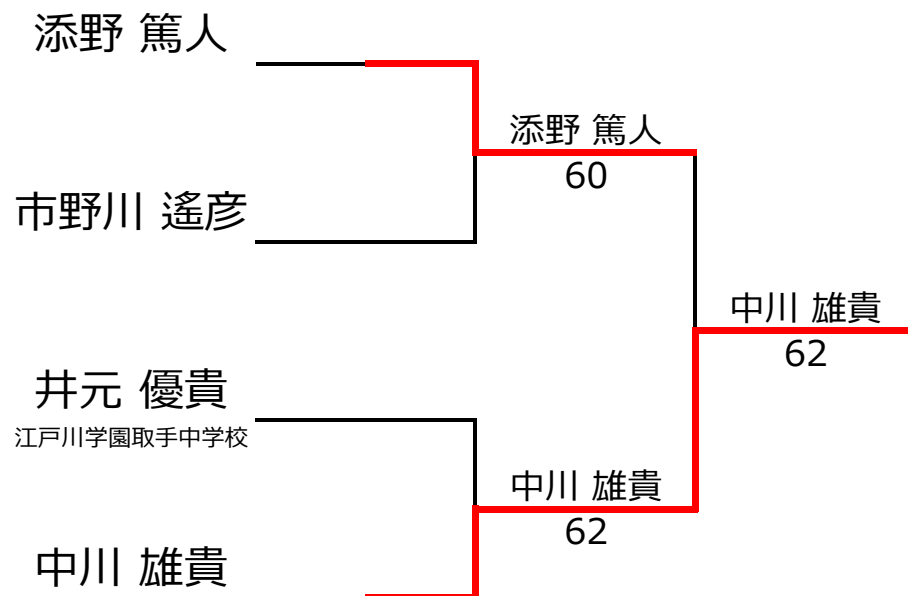 添野 篤人
添野 篤人
60
市野川 遙彦
中川 雄貴
62
井元 優貴
江戸川学園取手中学校
中川 雄貴
62
中川 雄貴